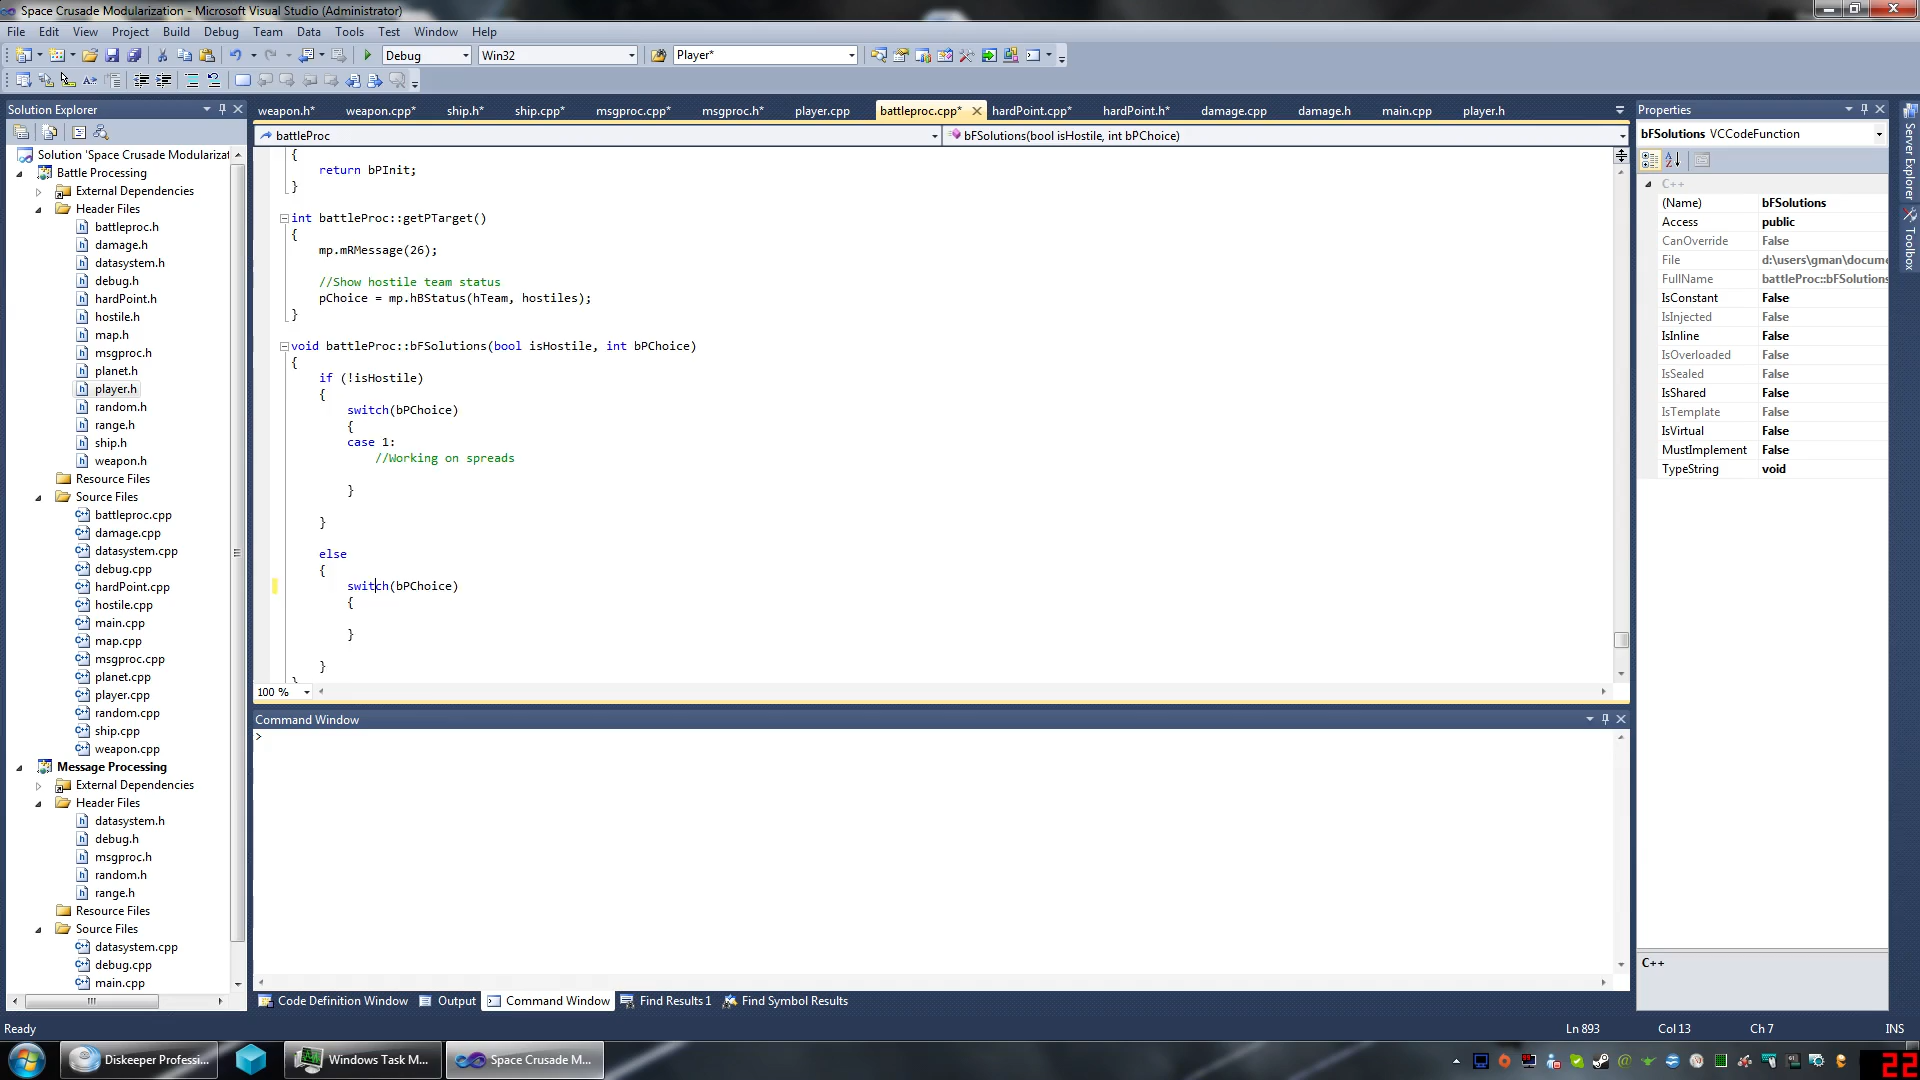 Space Crusade Modularization - Microsoft Visual Studio (Administrator)
File Edit View Project Build Debug Team Data Tools Test Window Help
Debug Win32 Player*
Solution Explorer
Solution 'Space Crusade Modularizat
Battle Processing
External Dependencies
Header Files
battleproc.h
damage.h
datasystem.h
debug.h
hardPoint.h
hostile.h
map.h
msgproc.h
planet.h
player.h
random.h
range.h
ship.h
weapon.h
Resource Files
Source Files
battleproc.cpp
damage.cpp
datasystem.cpp
debug.cpp
hardPoint.cpp
hostile.cpp
main.cpp
map.cpp
msgproc.cpp
planet.cpp
player.cpp
random.cpp
ship.cpp
weapon.cpp
Message Processing
External Dependencies
Header Files
datasystem.h
debug.h
msgproc.h
random.h
range.h
Resource Files
Source Files
datasystem.cpp
debug.cpp
main.cpp
weapon.h* weapon.cpp* ship.h* ship.cpp* msgproc.cpp* msgproc.h* player.cpp battleproc.cpp* hardPoint.cpp* hardPoint.h* damage.cpp damage.h main.cpp player.h
battleProc bFSolutions(bool isHostile, int bPChoice)
{
return bPInit;
}
int battleProc::getPTarget()
{
mp.mRMessage(26);
//Show hostile team status
pChoice = mp.hBStatus(hTeam, hostiles);
}
void battleProc::bFSolutions(bool isHostile, int bPChoice)
{
if (!isHostile)
{
switch(bPChoice)
{
case 1:
//Working on spreads
}
}
else
{
switch(bPChoice)
{
}
}
100 %
Command Window
>
Code Definition Window Output Command Window Find Results 1 Find Symbol Results
Properties
bFSolutions VCCodeFunction
C++
(Name) bFSolutions
Access public
CanOverride False
File d:\users\gman\docume
FullName battleProc::bFSolutions
IsConstant False
IsInjected False
IsInline False
IsOverloaded False
IsSealed False
IsShared False
IsTemplate False
IsVirtual False
MustImplement False
TypeString void
C++
Server Explorer
Toolbox
Ready Ln 893 Col 13 Ch 7 INS
Diskeeper Professi... Windows Task M... Space Crusade M...
22